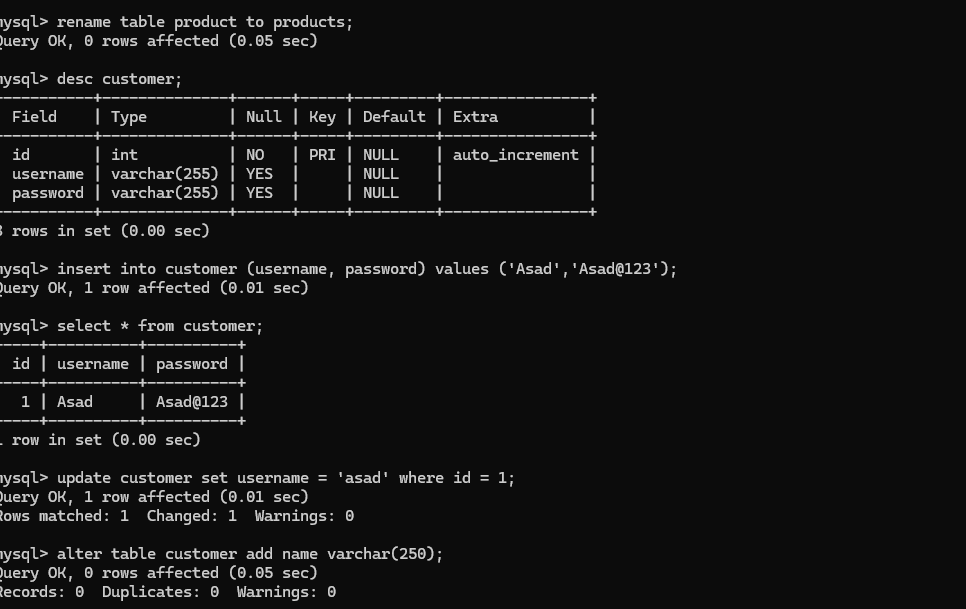 mysql> rename table product to products;
Query OK, 0 rows affected (0.05 sec)
mysql> desc customer;
+----------+--------------+------+-----+---------+----------------+
Field | Type | Null | Key | Default | Extra |
+----------+--------------+------+-----+---------+----------------+
id | int | NO | PRI | NULL | auto_increment |
username | varchar(255) | YES | | NULL | |
password | varchar(255) | YES | | NULL | |
+----------+--------------+------+-----+---------+----------------+
3 rows in set (0.00 sec)
mysql> insert into customer (username, password) values ('Asad','Asad@123');
Query OK, 1 row affected (0.01 sec)
mysql> select * from customer;
+----+----------+----------+
id | username | password |
+----+----------+----------+
1 | Asad | Asad@123 |
+----+----------+----------+
1 row in set (0.00 sec)
mysql> update customer set username = 'asad' where id = 1;
Query OK, 1 row affected (0.01 sec)
Rows matched: 1 Changed: 1 Warnings: 0
mysql> alter table customer add name varchar(250);
Query OK, 0 rows affected (0.05 sec)
Records: 0 Duplicates: 0 Warnings: 0